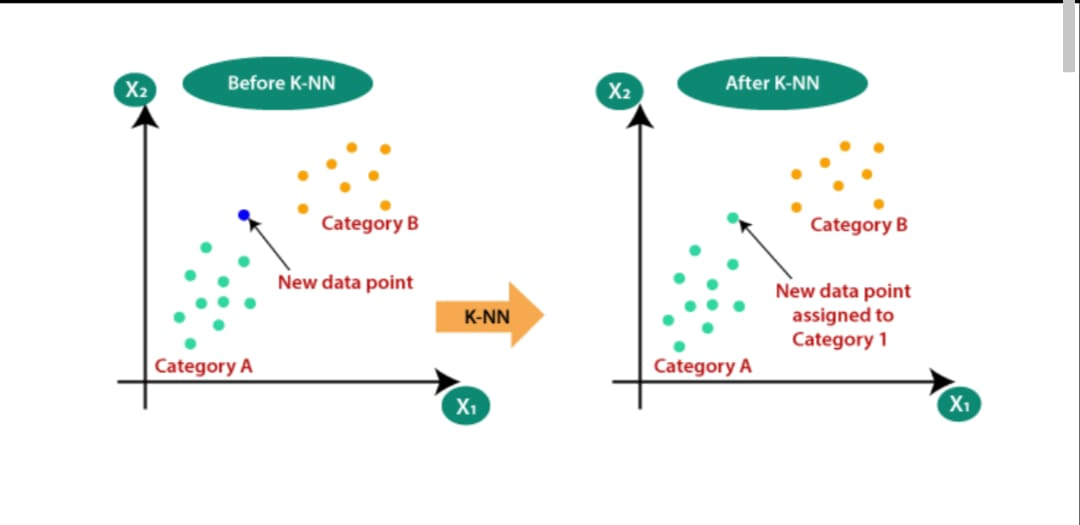 Before K-NN
X₂
Category B
New data point
Category A
X₁
K-NN
After K-NN
X₂
Category B
New data point
assigned to
Category 1
Category A
X₁